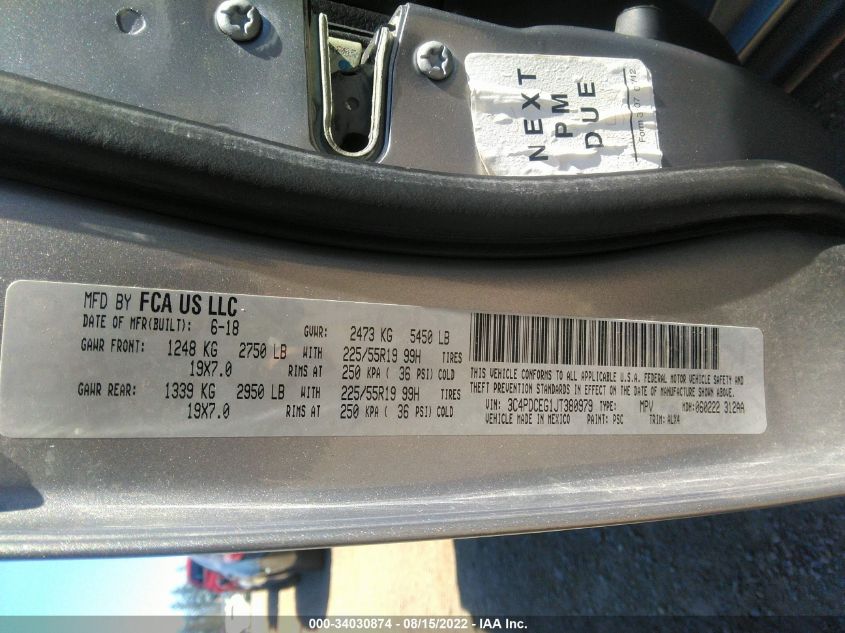 NEXT
PM
DUE
MFD BY FCA US LLC
DATE OF MFR(BUILT): 6-18 GVWR: 2473 KG 5450 LB
GAWR FRONT: 1248 KG 2750 LB WITH 225/55R19 99H TIRES
19X7.0 RIMS AT 250 KPA ( 36 PSI) COLD
GAWR REAR: 1339 KG 2950 LB WITH 225/55R19 99H TIRES
19X7.0 RIMS AT 250 KPA ( 36 PSI) COLD
THIS VEHICLE CONFORMS TO ALL APPLICABLE U.S.A. FEDERAL MOTOR VEHICLE SAFETY AND
THEFT PREVENTION STANDARDS IN EFFECT ON THE DATE OF MANUFACTURE SHOWN ABOVE.
VIN: 3C4PDCEG1JT380979 TYPE: MPV MDH: 060222 312AA
VEHICLE MADE IN MEXICO PAINT: PSC TRIM: ALX4
000-34030874 - 08/15/2022 - IAA Inc.